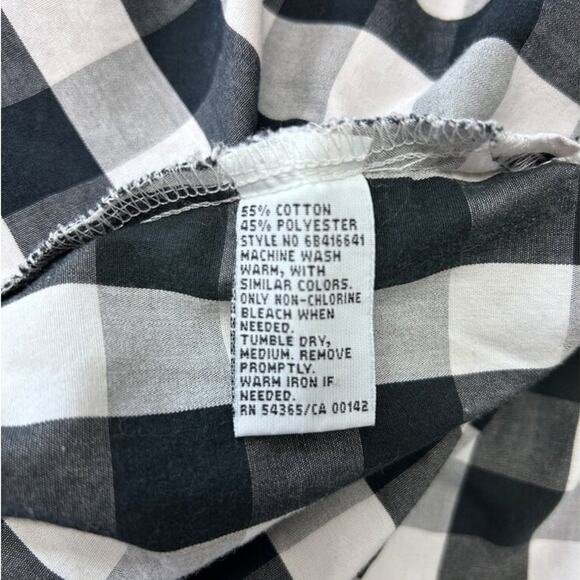 55% COTTON
45% POLYESTER
STYLE NO 6B416641
MACHINE WASH
WARM, WITH
SIMILAR COLORS.
ONLY NON-CHLORINE
BLEACH WHEN
NEEDED.
TUMBLE DRY,
MEDIUM. REMOVE
PROMPTLY.
WARM IRON IF
NEEDED.
RN 54365/CA 00142